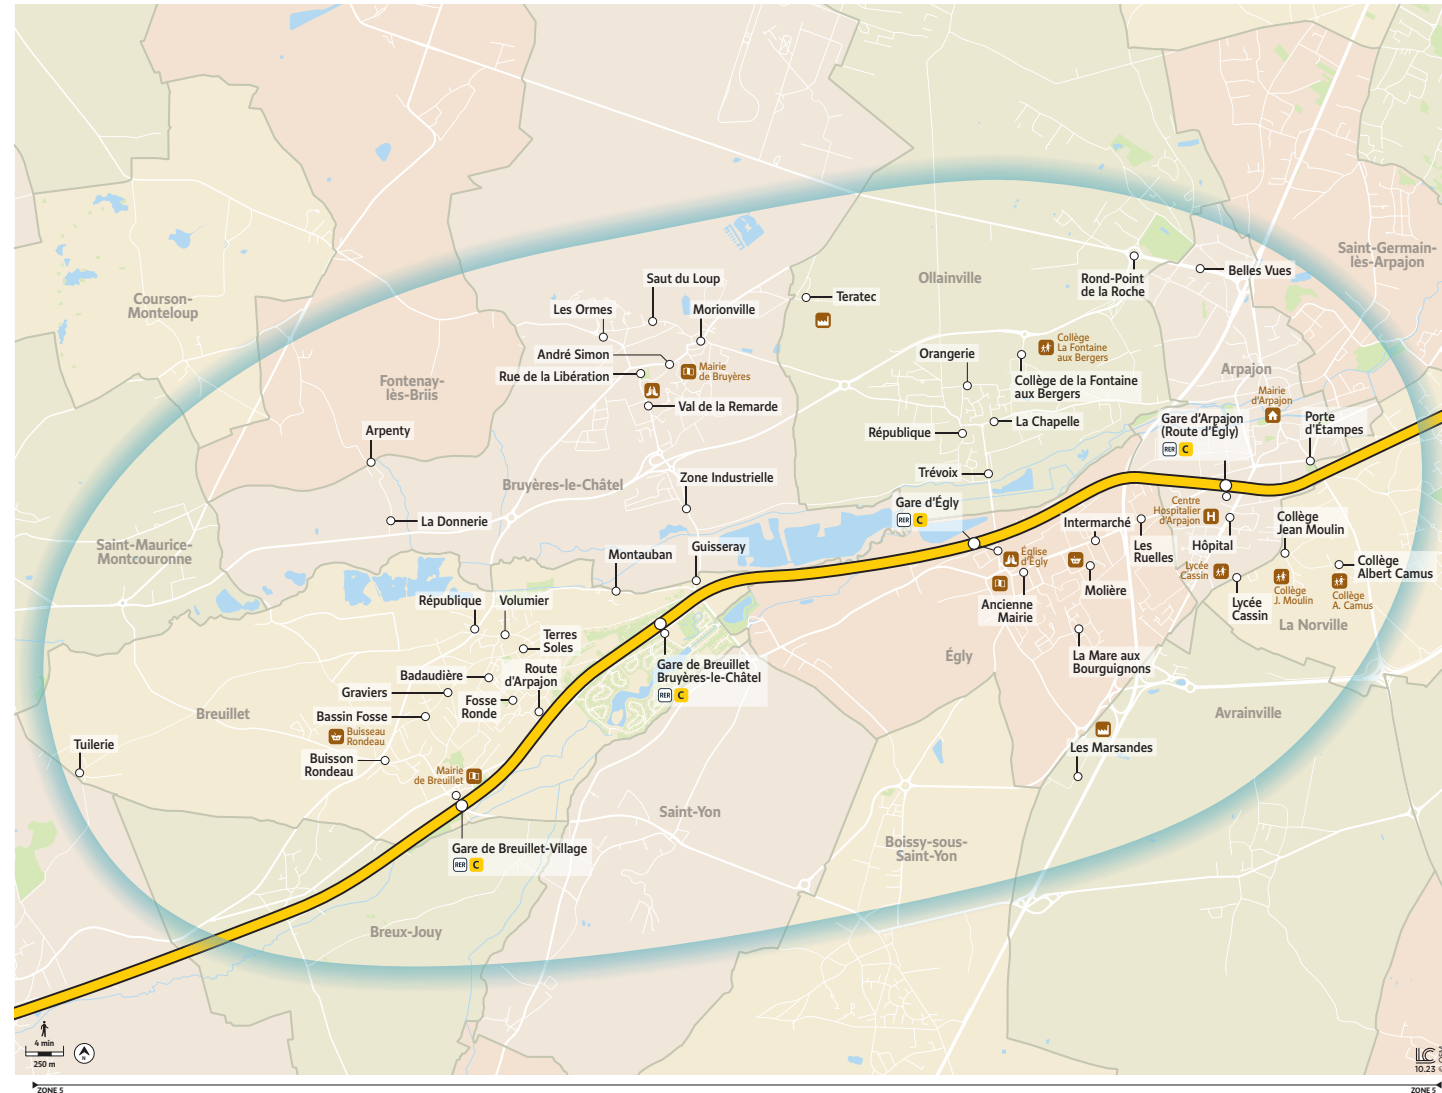 Saint-Germain-
lès-Arpajon
Courson-
Monteloup
Ollainville
Rond-Point
de la Roche
Belles Vues
Saut du Loup
Les Ormes
Morionville
Teratec
André Simon
Rue de la Libération
Mairie
de Bruyères
Val de la Remarde
Orangerie
Collège
La Fontaine
aux Bergers
Collège de la Fontaine
aux Bergers
Fontenay-
lès-Briis
Arpajon
Mairie
d'Arpajon
Gare d'Arpajon
(Route d'Égly)
RER C
Porte
d'Étampes
La Chapelle
République
Arpenty
Trévoix
Zone Industrielle
Bruyères-le-Châtel
La Donnerie
Gare d'Égly
RER C
Centre
Hospitalier
d'Arpajon
H
Intermarché
Les
Ruelles
Hôpital
Collège
Jean Moulin
Saint-Maurice-
Montcouronne
Montauban
Guisseray
Église
d'Égly
Ancienne
Mairie
Molière
Lycée
Cassin
Lycée
Cassin
Collège
J. Moulin
Collège
Albert Camus
Collège
A. Camus
La Norville
République
Volumier
Terres
Soles
Route
d'Arpajon
Badaudière
Graviers
Fosse
Ronde
Bassin Fosse
Buisseau
Rondeau
Buisson
Rondeau
Breuillet
Tuilerie
Gare de Breuillet
Bruyères-le-Châtel
RER C
Égly
La Mare aux
Bourguignons
Avrainville
Les Marsandes
Mairie
de Breuillet
Gare de Breuillet-Village
RER C
Saint-Yon
Boissy-sous-
Saint-Yon
Breux-Jouy
4 min
250 m
N
LC
10.23
ZONE 5
ZONE 5